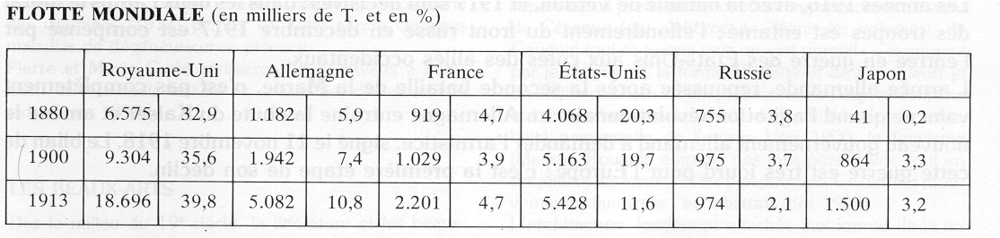 FLOTTE MONDIALE (en milliers de T. et en %)
Royaume-Uni Allemagne France États-Unis Russie Japon
1880 6.575 32,9 1.182 5,9 919 4,7 4.068 20,3 755 3,8 41 0,2
1900 9.304 35,6 1.942 7,4 1.029 3,9 5.163 19,7 975 3,7 864 3,3
1913 18.696 39,8 5.082 10,8 2.201 4,7 5.428 11,6 974 2,1 1.500 3,2